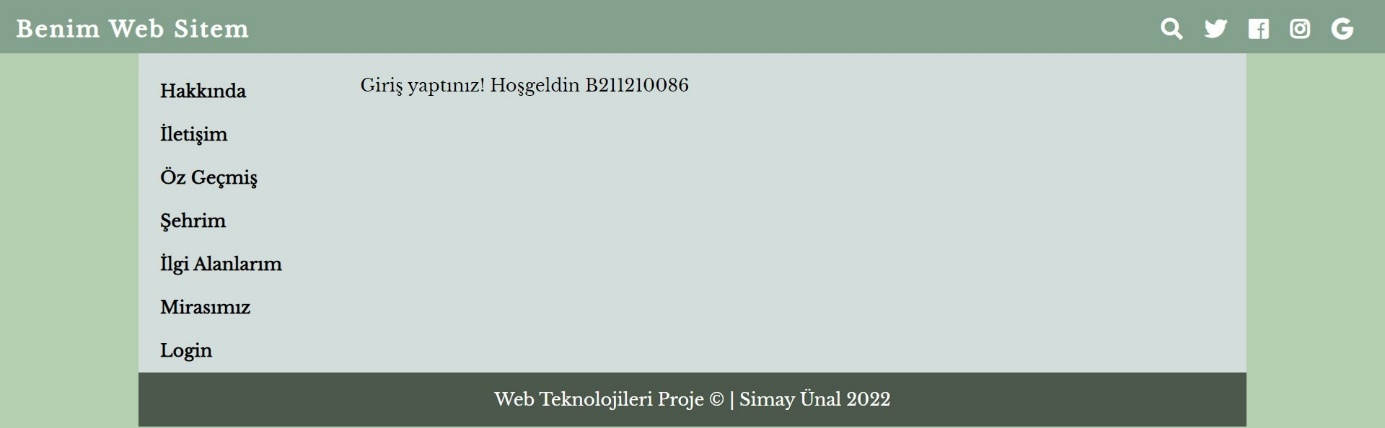 Benim Web Sitem
Hakkında
İletişim
Öz Geçmiş
Şehrim
İlgi Alanlarım
Mirasımız
Login
Giriş yaptınız! Hoşgeldin B211210086
Web Teknolojileri Proje © | Simay Ünal 2022